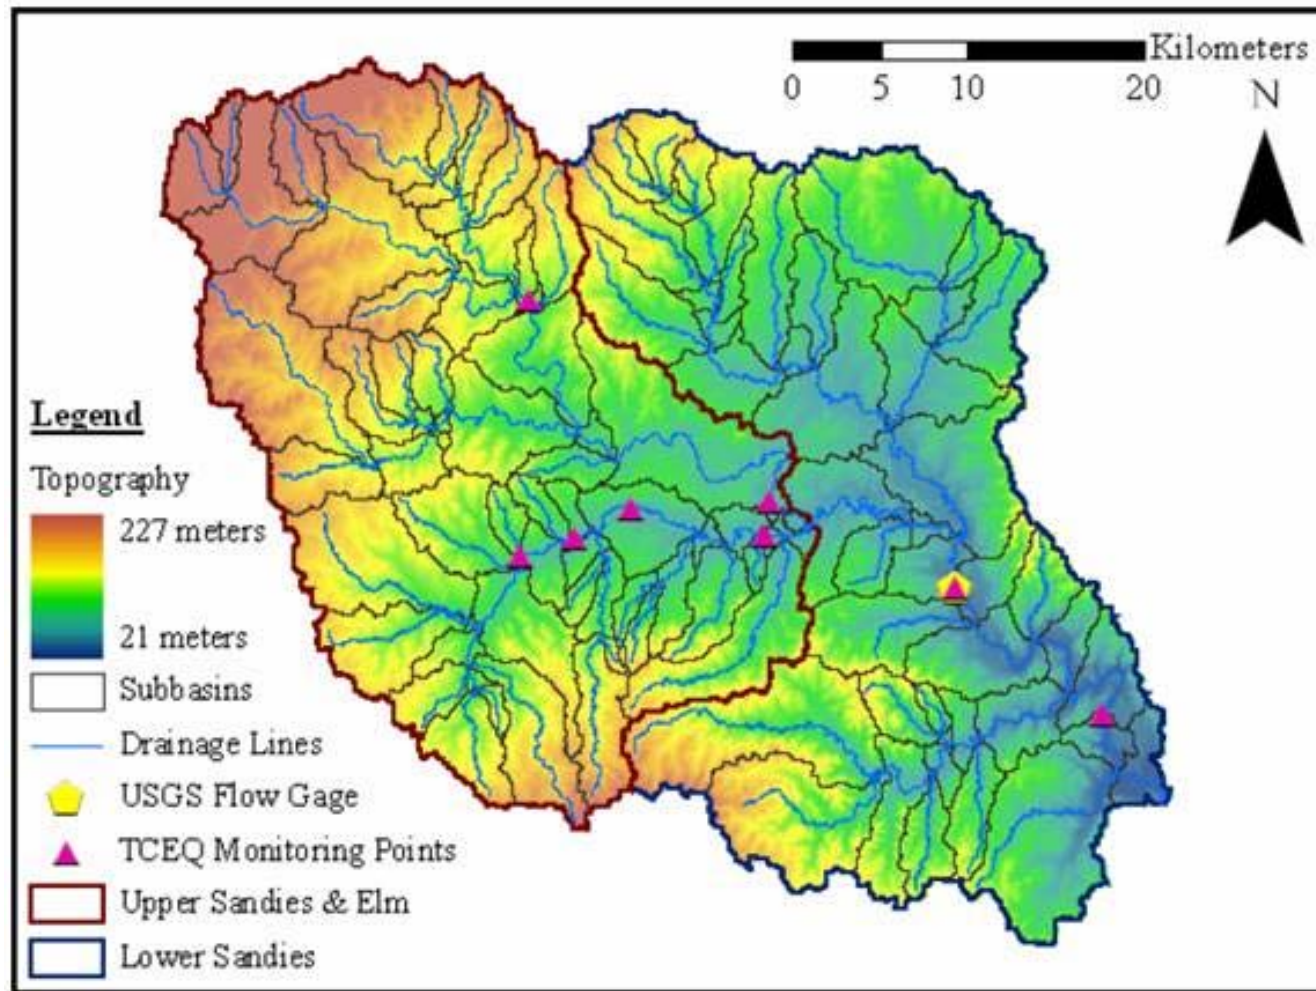 Kilometers
0 5 10 20
N
Legend
Topography
227 meters
21 meters
Subbasins
Drainage Lines
USGS Flow Gage
TCEQ Monitoring Points
Upper Sandies & Elm
Lower Sandies